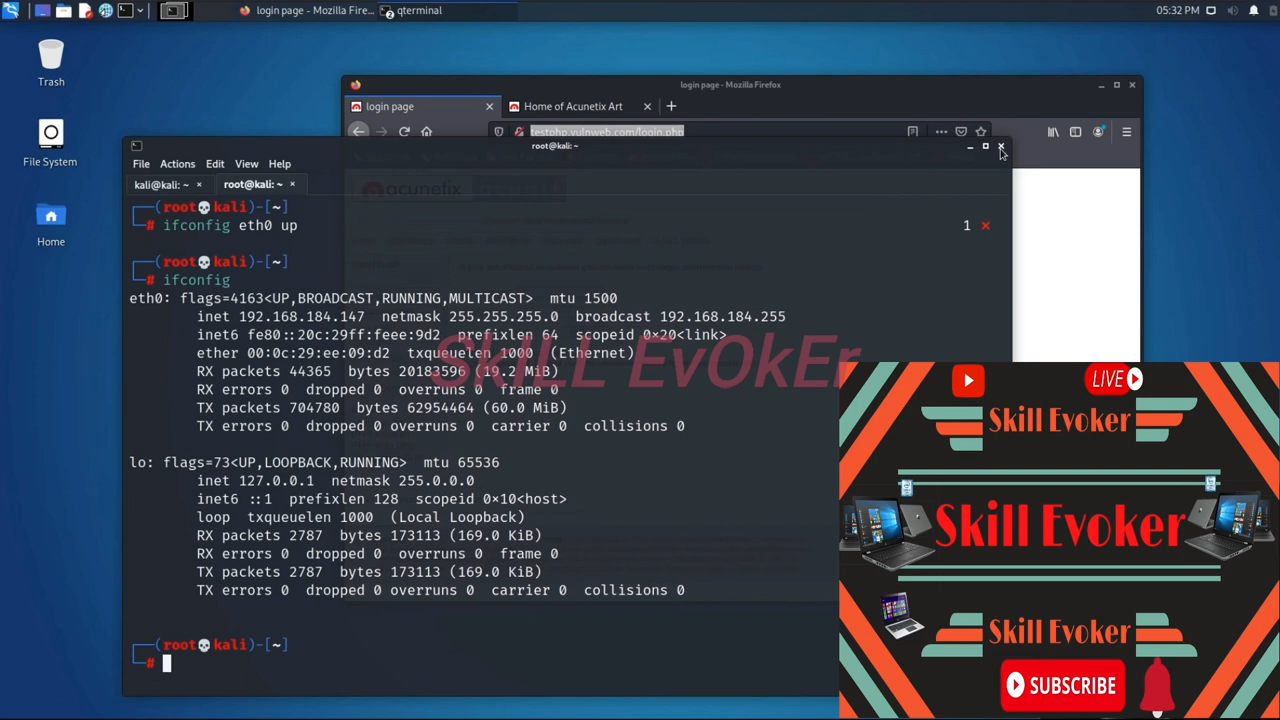 login page - Mozilla Fire...
qterminal
05:32 PM
Trash
File System
Home
login page - Mozilla Firefox
login page
Home of Acunetix Art
testphp.vulnweb.com/login.php
root@kali: ~
File Actions Edit View Help
kali@kali: ~
root@kali: ~
acunetix
(root💀kali)-[~]
# ifconfig eth0 up
1 ✗
(root💀kali)-[~]
# ifconfig
eth0: flags=4163<UP,BROADCAST,RUNNING,MULTICAST> mtu 1500
inet 192.168.184.147 netmask 255.255.255.0 broadcast 192.168.184.255
inet6 fe80::20c:29ff:feee:9d2 prefixlen 64 scopeid 0×20<link>
ether 00:0c:29:ee:09:d2 txqueuelen 1000 (Ethernet)
RX packets 44365 bytes 20183596 (19.2 MiB)
RX errors 0 dropped 0 overruns 0 frame 0
TX packets 704780 bytes 62954464 (60.0 MiB)
TX errors 0 dropped 0 overruns 0 carrier 0 collisions 0
lo: flags=73<UP,LOOPBACK,RUNNING> mtu 65536
inet 127.0.0.1 netmask 255.0.0.0
inet6 ::1 prefixlen 128 scopeid 0×10<host>
loop txqueuelen 1000 (Local Loopback)
RX packets 2787 bytes 173113 (169.0 KiB)
RX errors 0 dropped 0 overruns 0 frame 0
TX packets 2787 bytes 173113 (169.0 KiB)
TX errors 0 dropped 0 overruns 0 carrier 0 collisions 0
(root💀kali)-[~]
#
SkILL EvOkEr
LIVE
Skill Evoker
Skill Evoker
Skill Evoker
SUBSCRIBE